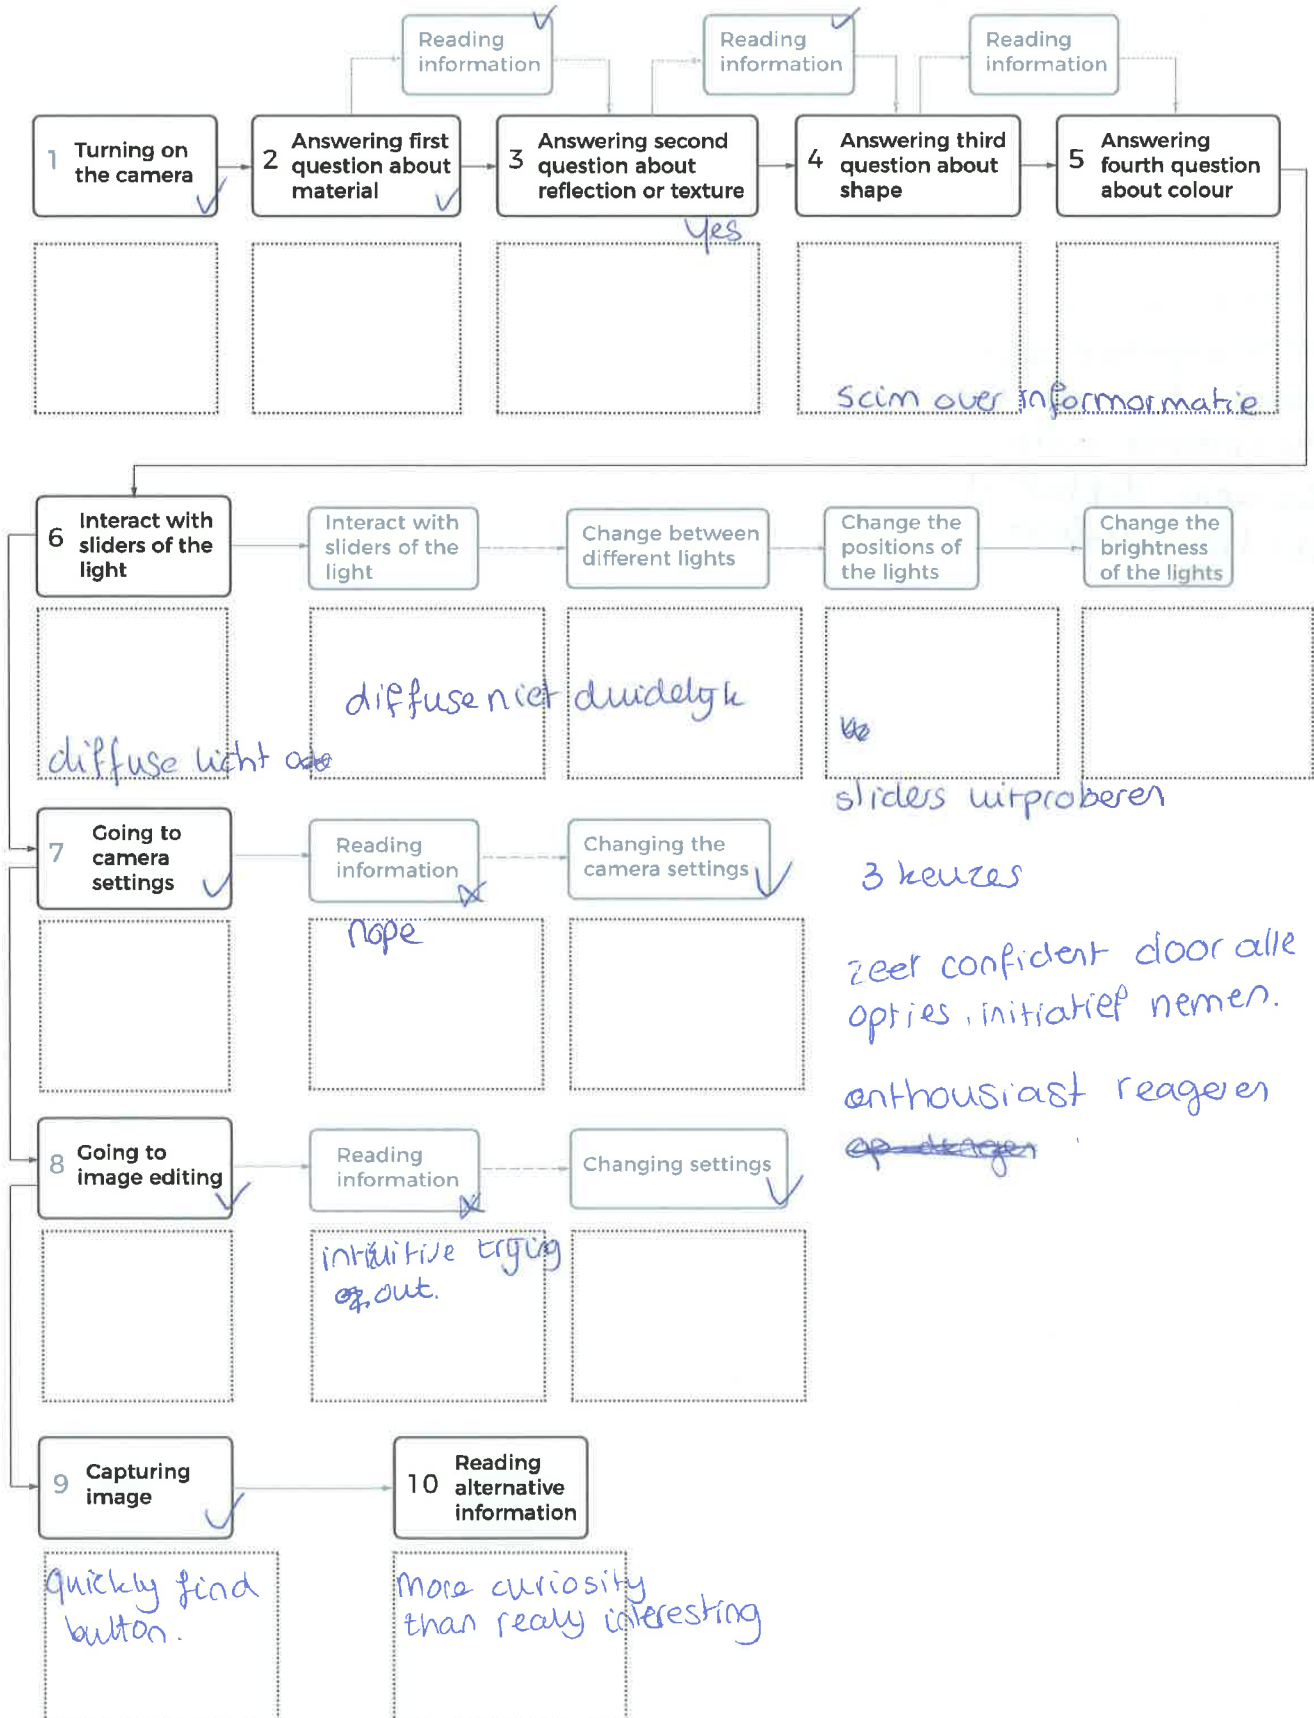 Reading
information
Reading
information
Reading
information
1 Turning on
the camera
2 Answering first
question about
material
3 Answering second
question about
reflection or texture
4 Answering third
question about
shape
5 Answering
fourth question
about colour
Yes
scim over informormatie
6 Interact with
sliders of the
light
Interact with
sliders of the
light
Change between
different lights
Change the
positions of
the lights
Change the
brightness
of the lights
diffuse niet duidelyk
diffuse licht
sliders uitproberen
7 Going to
camera
settings
Reading
information
Changing the
camera settings
3 keuzes
nope
zeer confident door alle
opties, initiatief nemen.
enthousiast reageren
8 Going to
image editing
Reading
information
Changing settings
intuitive trying
out.
9 Capturing
image
10 Reading
alternative
information
quickly find
button.
more curiosity
than realy interesting